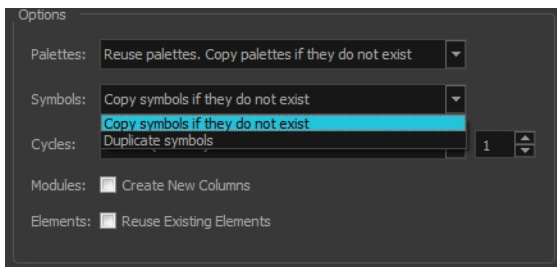 Options
Palettes: Reuse palettes. Copy palettes if they do not exist
Symbols: Copy symbols if they do not exist
Copy symbols if they do not exist
Duplicate symbols
Cycles: 1
Modules: Create New Columns
Elements: Reuse Existing Elements